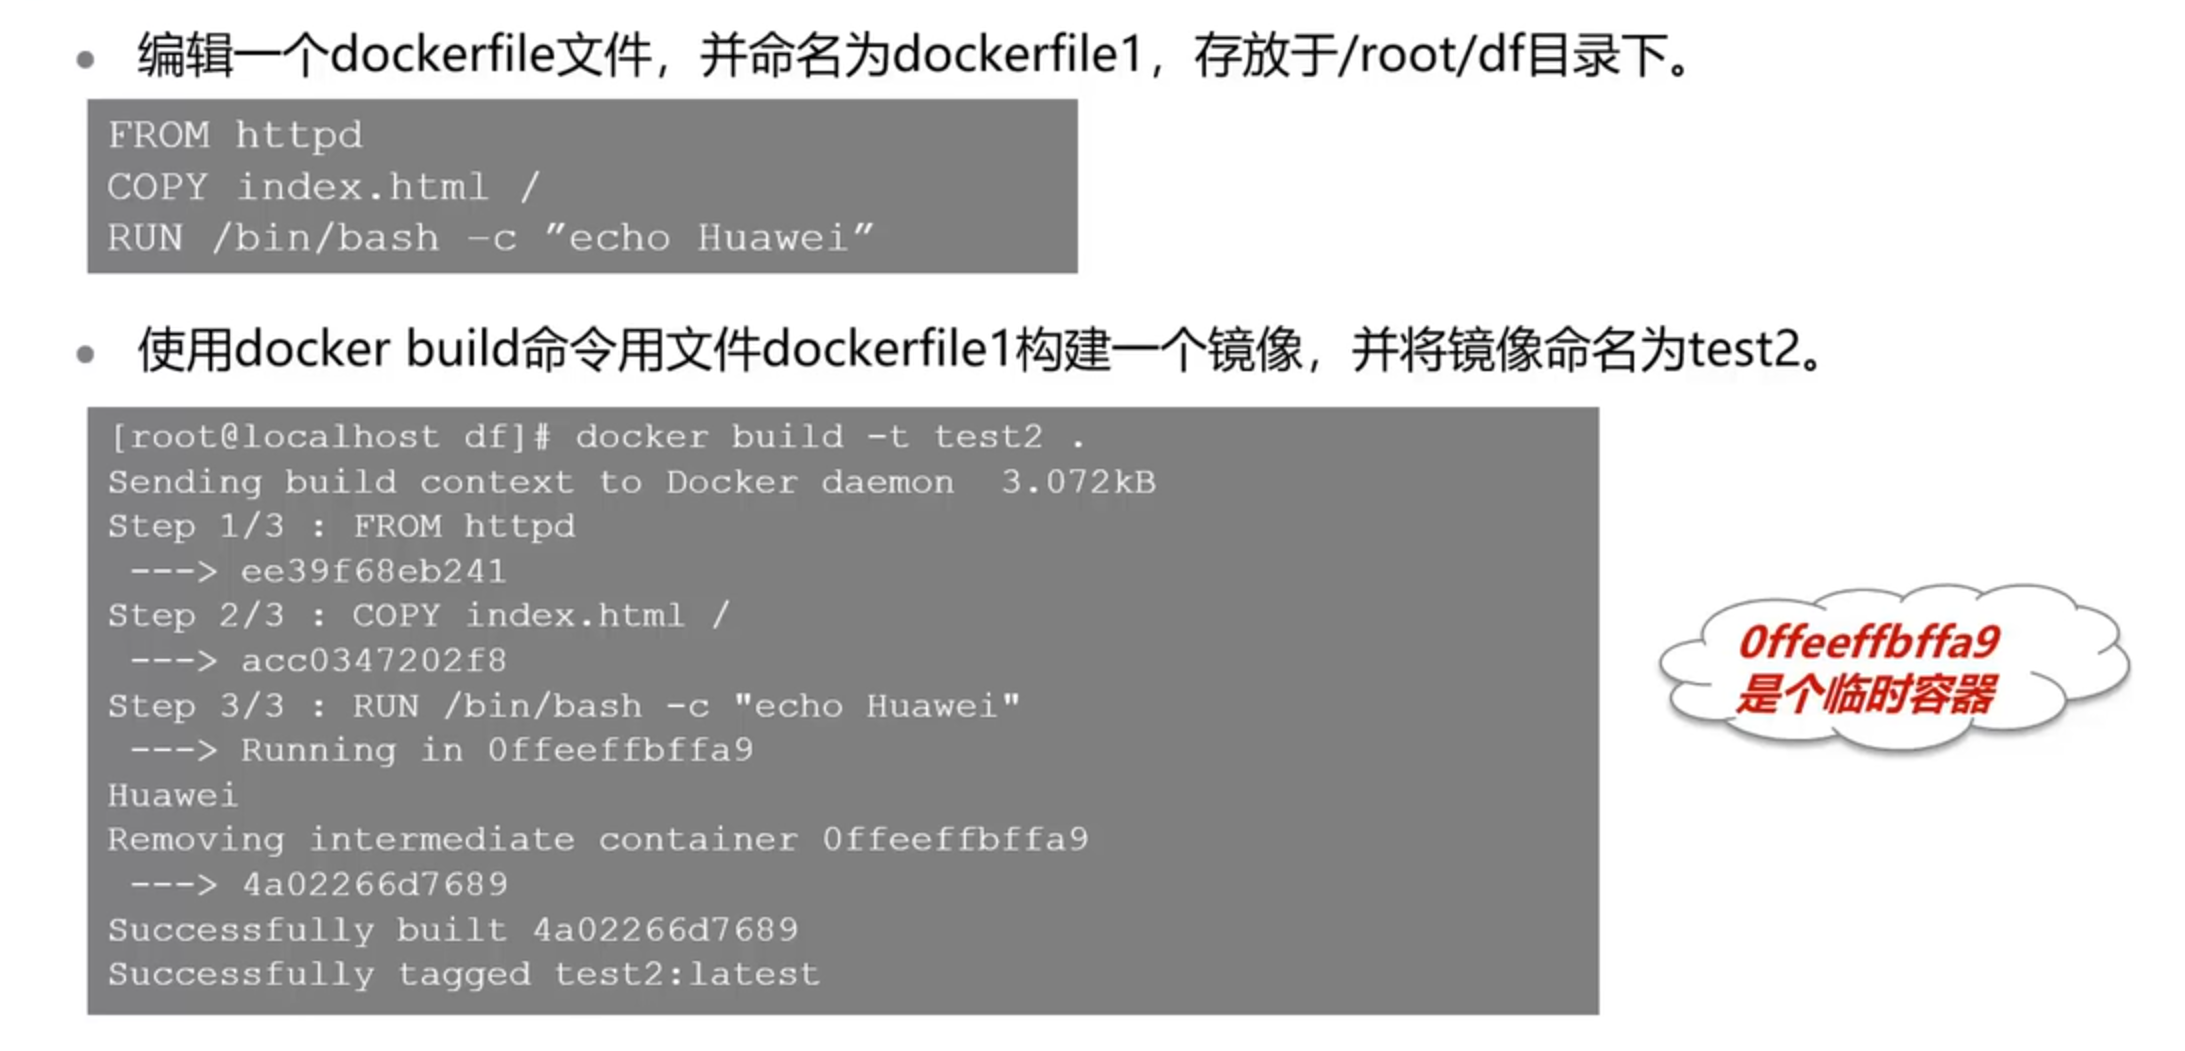 • 编辑一个dockerfile文件，并命名为dockerfile1，存放于/root/df目录下。
FROM httpd
COPY index.html /
RUN /bin/bash –c ”echo Huawei”
• 使用docker build命令用文件dockerfile1构建一个镜像，并将镜像命名为test2。
[root@localhost df]# docker build -t test2 .
Sending build context to Docker daemon  3.072kB
Step 1/3 : FROM httpd
 ---> ee39f68eb241
Step 2/3 : COPY index.html /
 ---> acc0347202f8
Step 3/3 : RUN /bin/bash -c "echo Huawei"
 ---> Running in 0ffeeffbffa9
Huawei
Removing intermediate container 0ffeeffbffa9
 ---> 4a02266d7689
Successfully built 4a02266d7689
Successfully tagged test2:latest
0ffeeffbffa9
是个临时容器